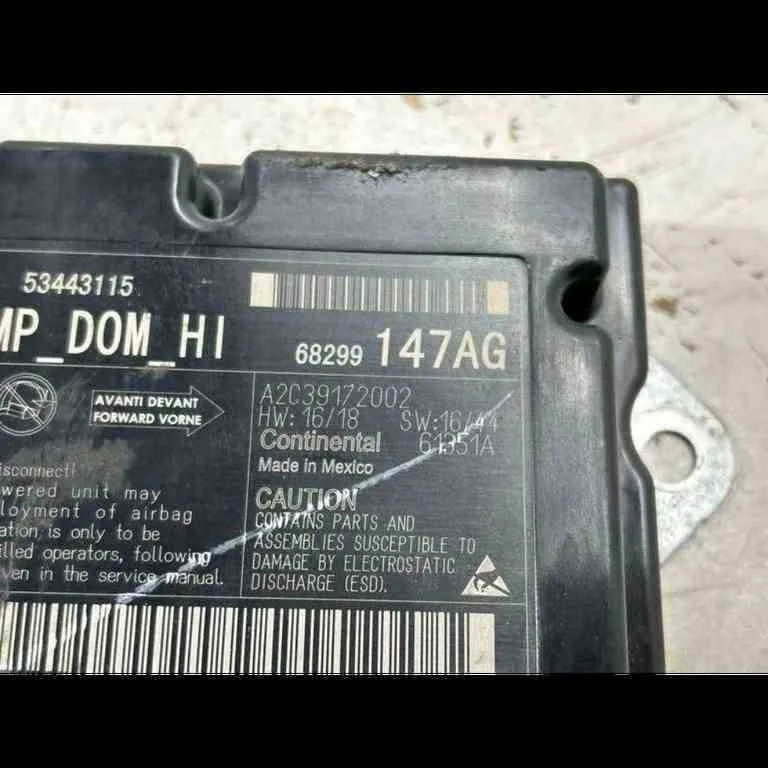 53443115
MP_DOM_HI
68299 147AG
AVANTI DEVANT
FORWARD VORNE
A2C39172002
HW: 16/18 SW:16/44
Continental 61351A
Made in Mexico
CAUTION
CONTAINS PARTS AND
ASSEMBLIES SUSCEPTIBLE TO
DAMAGE BY ELECTROSTATIC
DISCHARGE (ESD).
isconnect!
wered unit may
loyment of airbag
ation is only to be
illed operators, following
ven in the service manual.